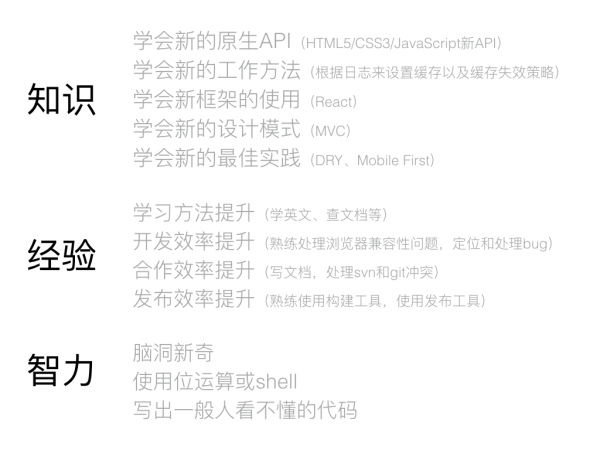 知识
学会新的原生API（HTML5/CSS3/JavaScript新API）
学会新的工作方法（根据日志来设置缓存以及缓存失效策略）
学会新框架的使用（React）
学会新的设计模式（MVC）
学会新的最佳实践（DRY、Mobile First）
经验
学习方法提升（学英文、查文档等）
开发效率提升（熟练处理浏览器兼容性问题，定位和处理bug）
合作效率提升（写文档，处理svn和git冲突）
发布效率提升（熟练使用构建工具，使用发布工具）
智力
脑洞新奇
使用位运算或shell
写出一般人看不懂的代码